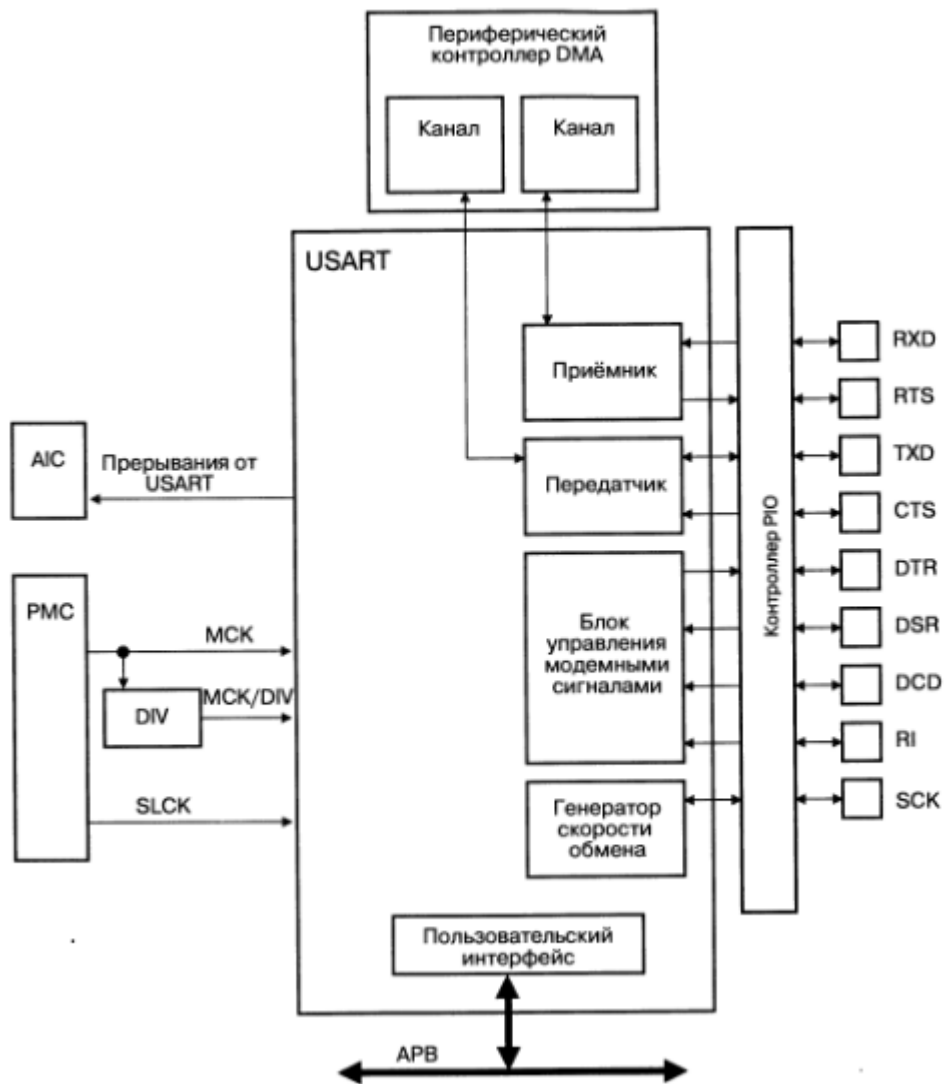 Периферический
контроллер DMA
Канал
Канал
USART
Приёмник
Передатчик
Блок
управления
модемными
сигналами
Генератор
скорости
обмена
Пользовательский
интерфейс
AIC
Прерывания от
USART
PMC
MCK
DIV
MCK/DIV
SLCK
Контроллер PIO
RXD
RTS
TXD
CTS
DTR
DSR
DCD
RI
SCK
APB